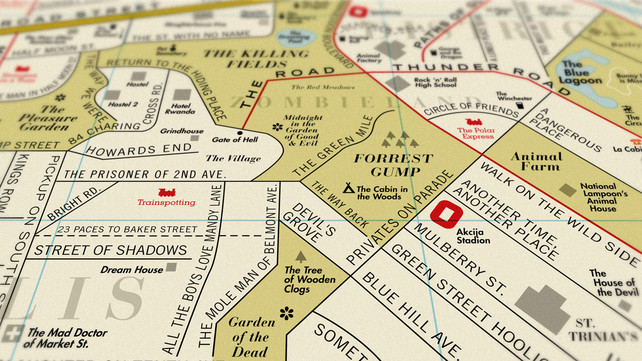 ROAD STREET
THE ST. WITH NO NAME
HALF MOON ST.
THE KILLING
FIELDS
RETURN TO THE HIDING PLACE
THE WAY WE WERE
Hostel
Hostel 2
CROSS RD.
Hotel
Rwanda
The
Pleasure
Garden
84 CHARING
Grindhouse
HOWARDS END
Gate of Hell
The Village
THE ROAD
The Red Meadows
ZOMBIELA
Midnight
in the
Garden
of Good
& Evil
THE GREEN MILE
BOULEVARD
Animal
Factory
PATHS OF
THUNDER ROAD
Rock 'n' Roll
High School
The
Blue
Lagoon
The
Winchester
CIRCLE OF FRIENDS
The Polar
Express
A
DANGEROUS
PLACE
FORREST
GUMP
Animal
Farm
National
Lampoon's
Animal
House
The Cabin in
the Woods
WALK ON THE WILD SIDE
ANOTHER TIME,
ANOTHER PLACE
KINGS ROW
PICKUP ON SOUTH ST
THE PRISONER OF 2ND AVE.
BRIGHT RD.
Trainspotting
23 PACES TO BAKER STREET
STREET OF SHADOWS
Dream House
ALL THE BOYS LOVE MANDY LANE
THE MOLE MAN OF BELMONT AVE.
THE WAY BACK
DEVIL'S
GROVE
PRIVATES ON PARADE
Akcija
Stadion
MULBERRY ST.
GREEN STREET HOOLI
BLUE HILL AVE.
SOMET
The Tree
of Wooden
Clogs
Garden
of the
Dead
LIS
The Mad Doctor
of Market St.
The
House of
the Devil
ST.
TRINIAN'S